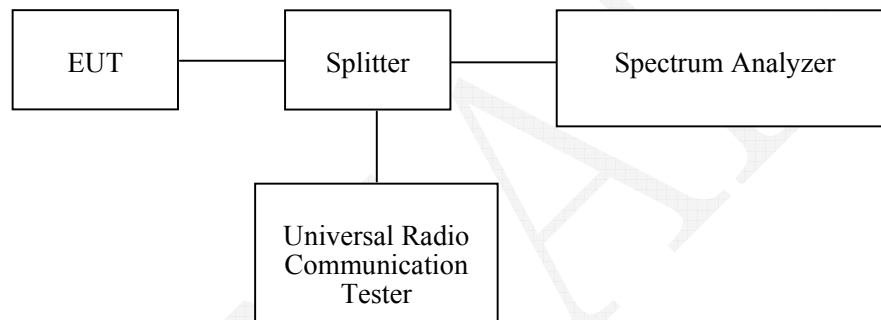 EUT
Splitter
Spectrum Analyzer
Universal Radio
Communication
Tester